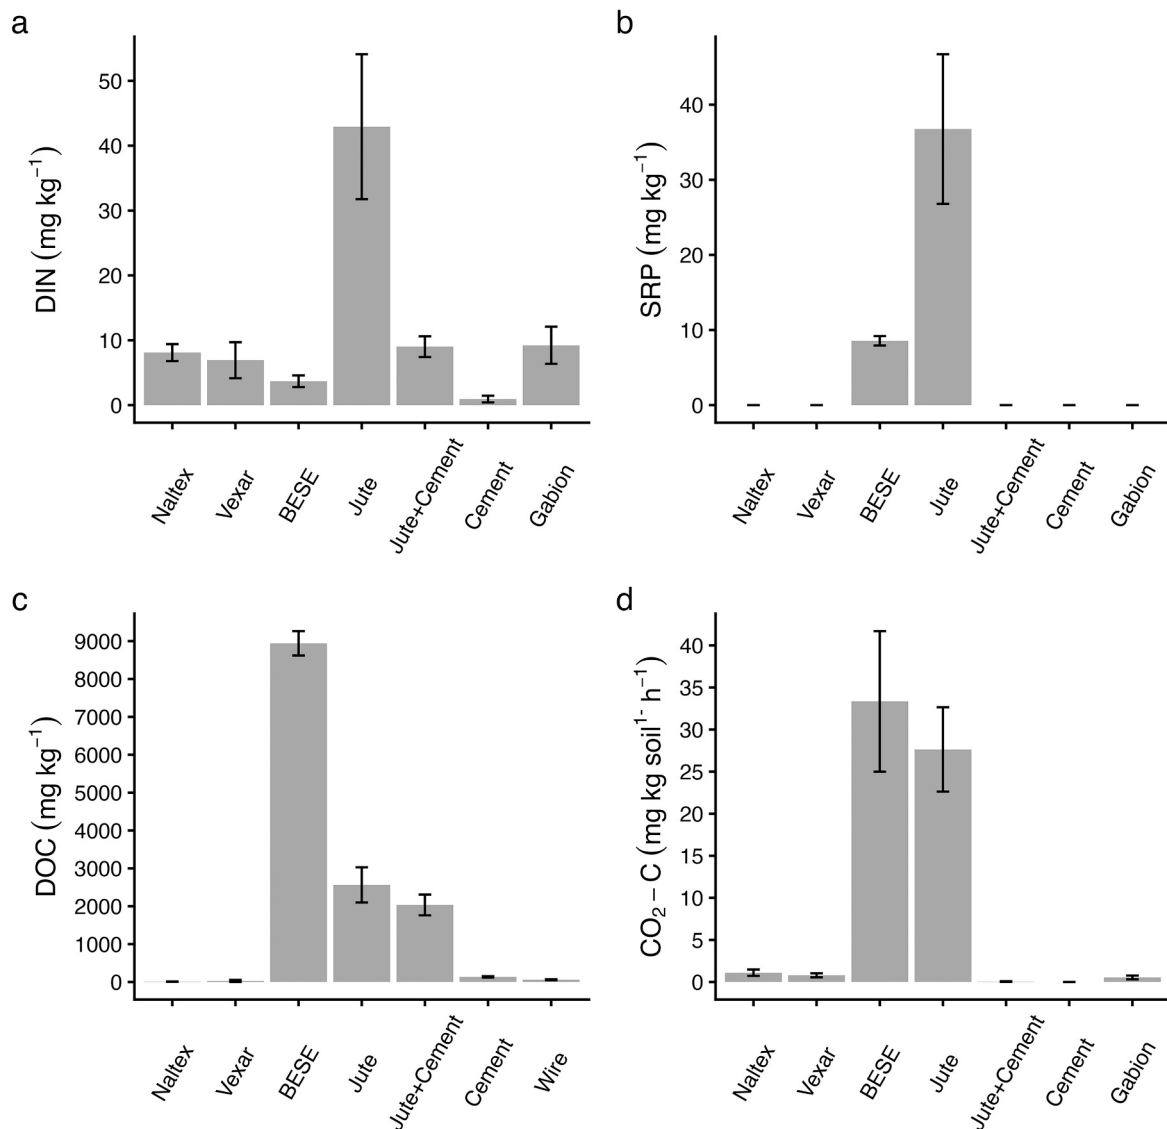 a
DIN (mg kg⁻¹)
50
40
30
20
10
0
Naltex
Vexar
BESE
Jute
Jute+Cement
Cement
Gabion
b
SRP (mg kg⁻¹)
40
30
20
10
0
Naltex
Vexar
BESE
Jute
Jute+Cement
Cement
Gabion
c
DOC (mg kg⁻¹)
9000
8000
7000
6000
5000
4000
3000
2000
1000
0
Naltex
Vexar
BESE
Jute
Jute+Cement
Cement
Wire
d
CO₂ – C (mg kg soil¹⁻ h⁻¹)
40
35
30
25
20
15
10
5
0
Naltex
Vexar
BESE
Jute
Jute+Cement
Cement
Gabion